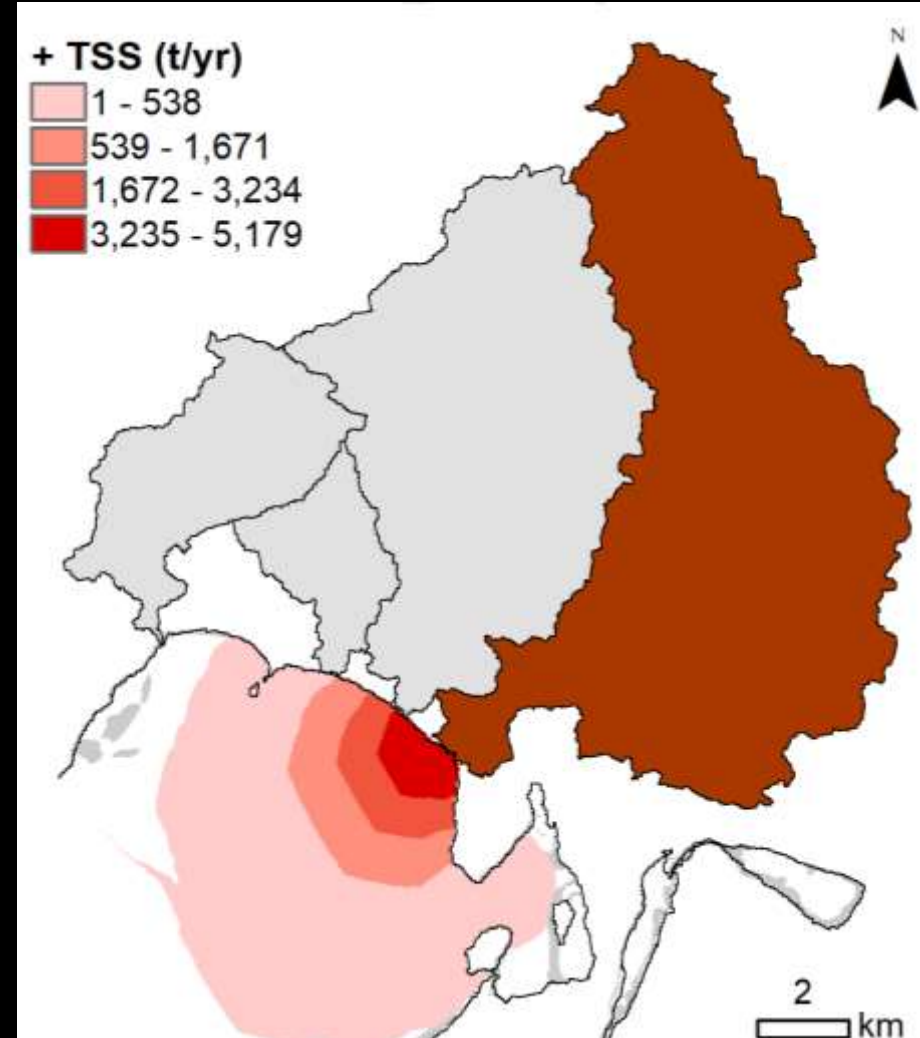 N
+ TSS (t/yr)
1 - 538
539 - 1,671
1,672 - 3,234
3,235 - 5,179
2
km